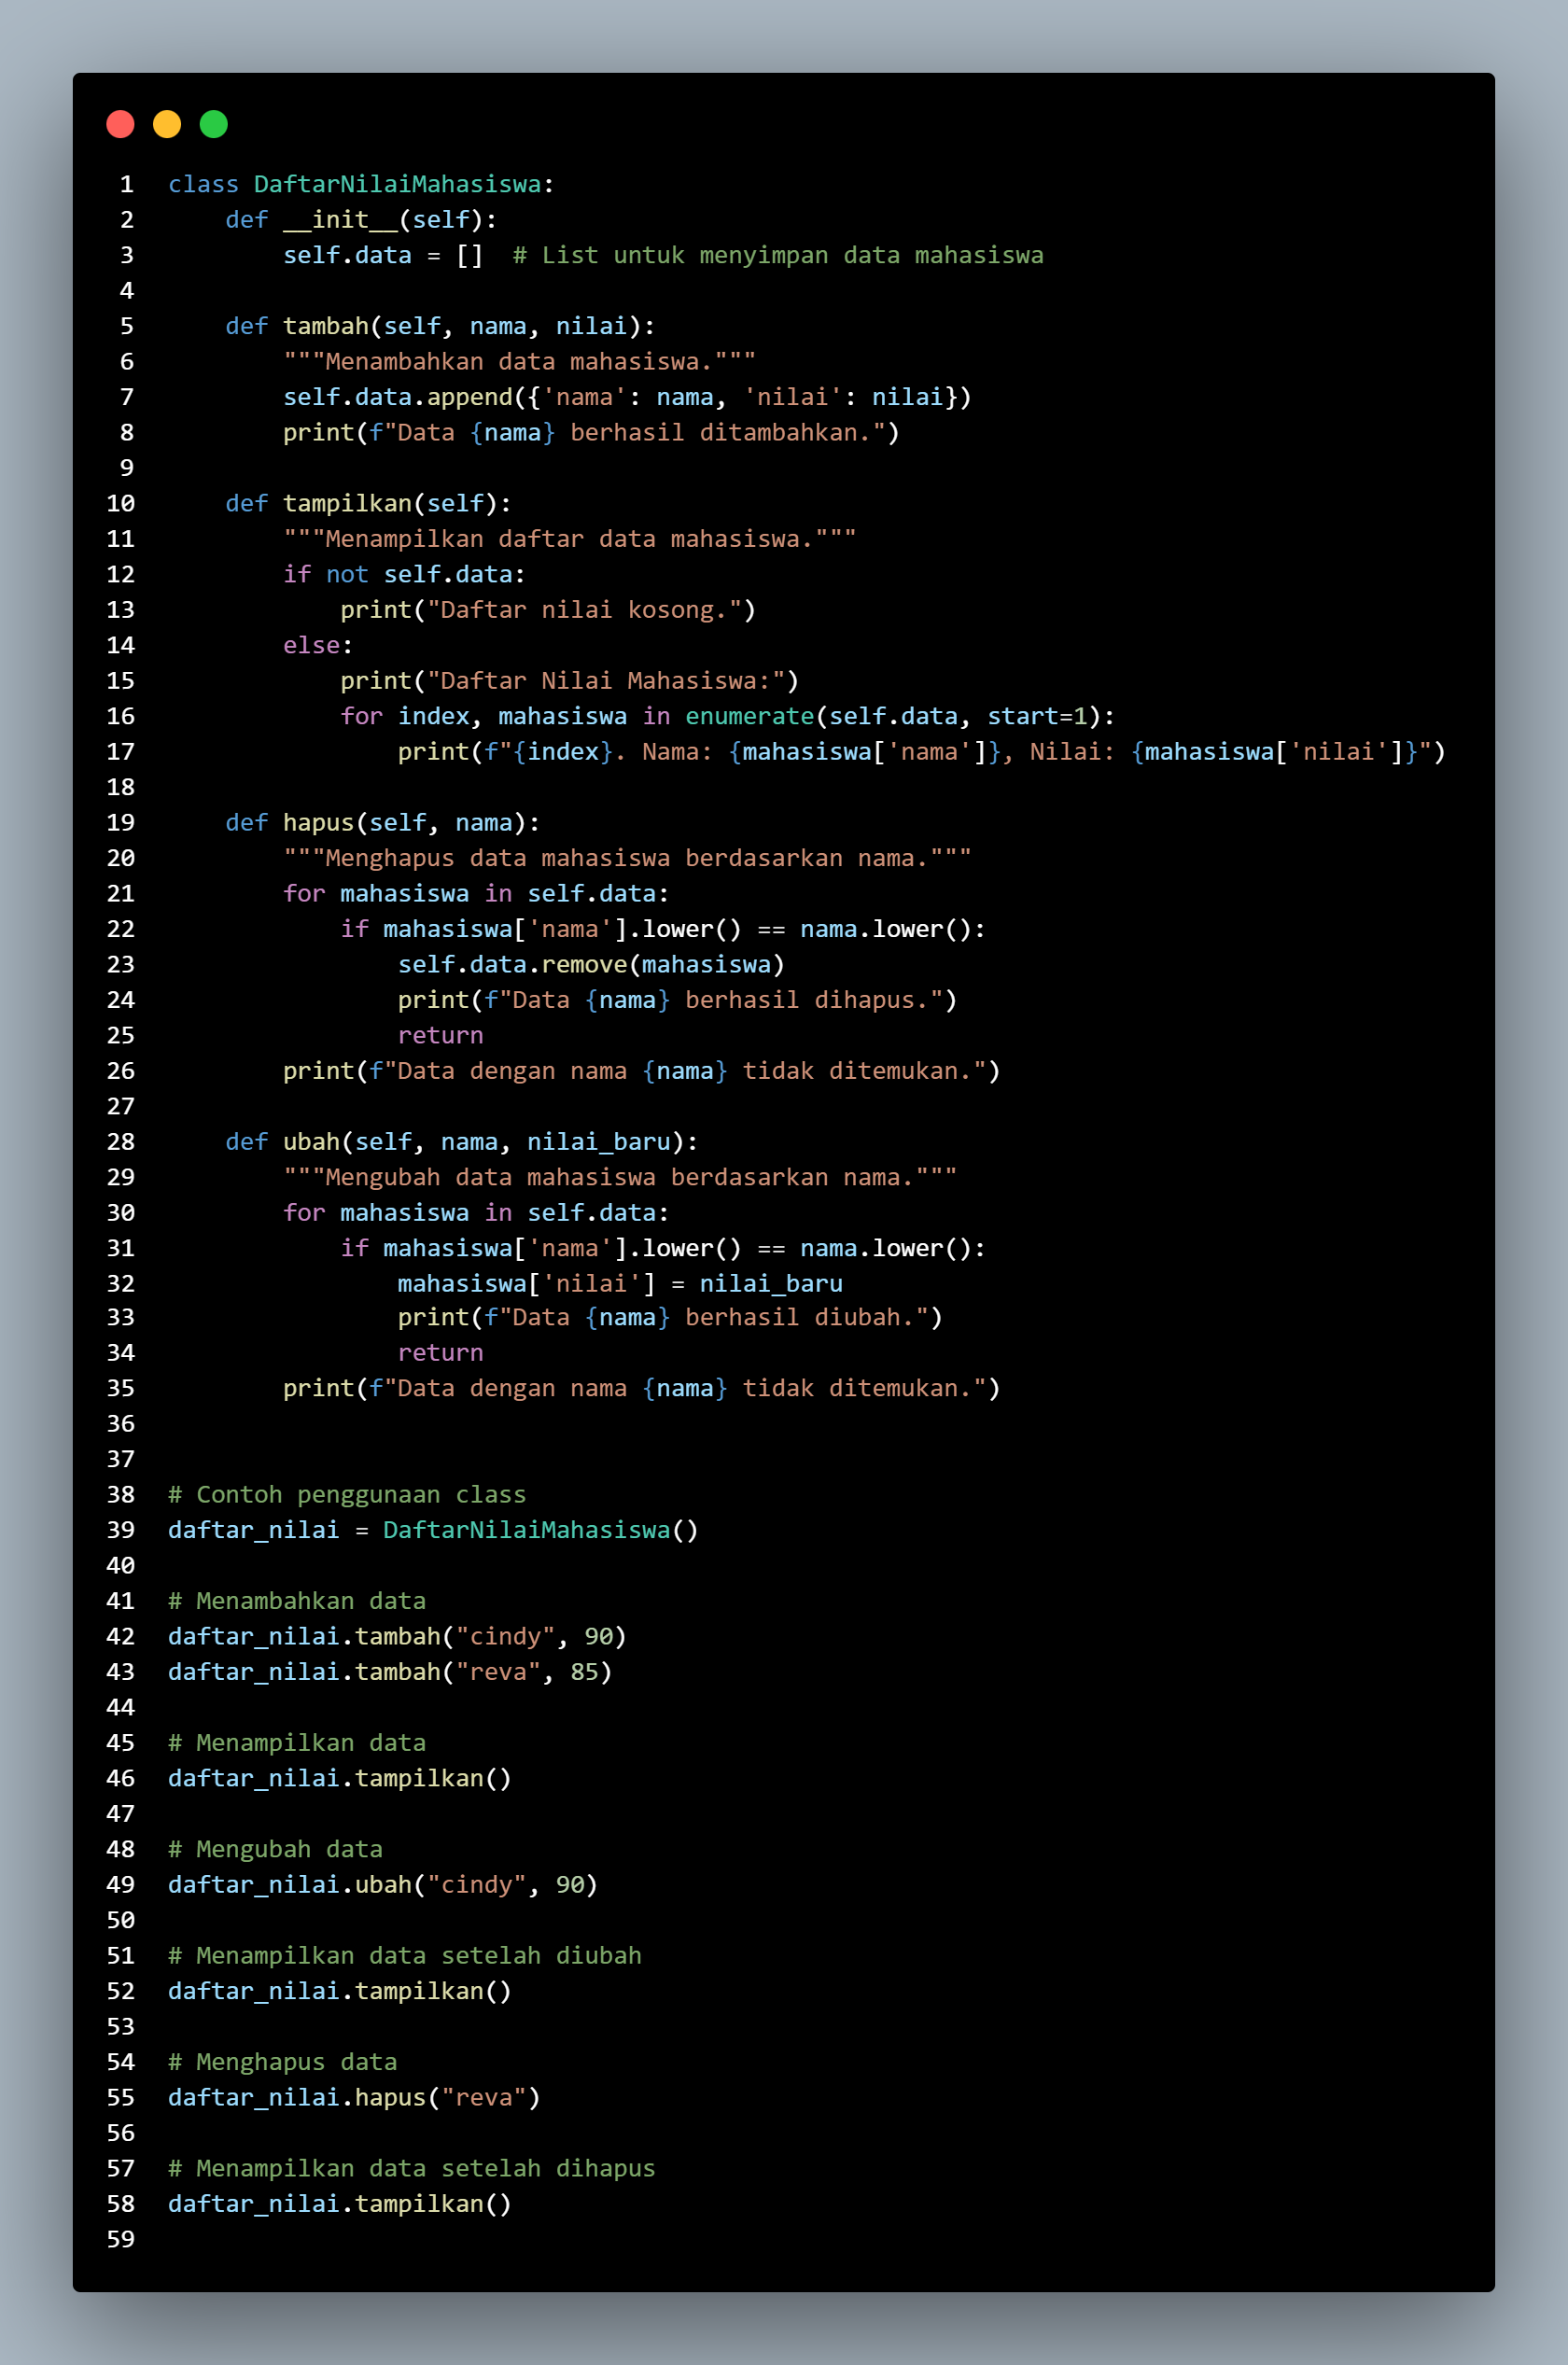 1 class DaftarNilaiMahasiswa:
2     def __init__(self):
3         self.data = []  # List untuk menyimpan data mahasiswa
4
5     def tambah(self, nama, nilai):
6         """Menambahkan data mahasiswa."""
7         self.data.append({'nama': nama, 'nilai': nilai})
8         print(f"Data {nama} berhasil ditambahkan.")
9
10     def tampilkan(self):
11         """Menampilkan daftar data mahasiswa."""
12         if not self.data:
13             print("Daftar nilai kosong.")
14         else:
15             print("Daftar Nilai Mahasiswa:")
16             for index, mahasiswa in enumerate(self.data, start=1):
17                 print(f"{index}. Nama: {mahasiswa['nama']}, Nilai: {mahasiswa['nilai']}")
18
19     def hapus(self, nama):
20         """Menghapus data mahasiswa berdasarkan nama."""
21         for mahasiswa in self.data:
22             if mahasiswa['nama'].lower() == nama.lower():
23                 self.data.remove(mahasiswa)
24                 print(f"Data {nama} berhasil dihapus.")
25                 return
26         print(f"Data dengan nama {nama} tidak ditemukan.")
27
28     def ubah(self, nama, nilai_baru):
29         """Mengubah data mahasiswa berdasarkan nama."""
30         for mahasiswa in self.data:
31             if mahasiswa['nama'].lower() == nama.lower():
32                 mahasiswa['nilai'] = nilai_baru
33                 print(f"Data {nama} berhasil diubah.")
34                 return
35         print(f"Data dengan nama {nama} tidak ditemukan.")
36
37
38 # Contoh penggunaan class
39 daftar_nilai = DaftarNilaiMahasiswa()
40
41 # Menambahkan data
42 daftar_nilai.tambah("cindy", 90)
43 daftar_nilai.tambah("reva", 85)
44
45 # Menampilkan data
46 daftar_nilai.tampilkan()
47
48 # Mengubah data
49 daftar_nilai.ubah("cindy", 90)
50
51 # Menampilkan data setelah diubah
52 daftar_nilai.tampilkan()
53
54 # Menghapus data
55 daftar_nilai.hapus("reva")
56
57 # Menampilkan data setelah dihapus
58 daftar_nilai.tampilkan()
59